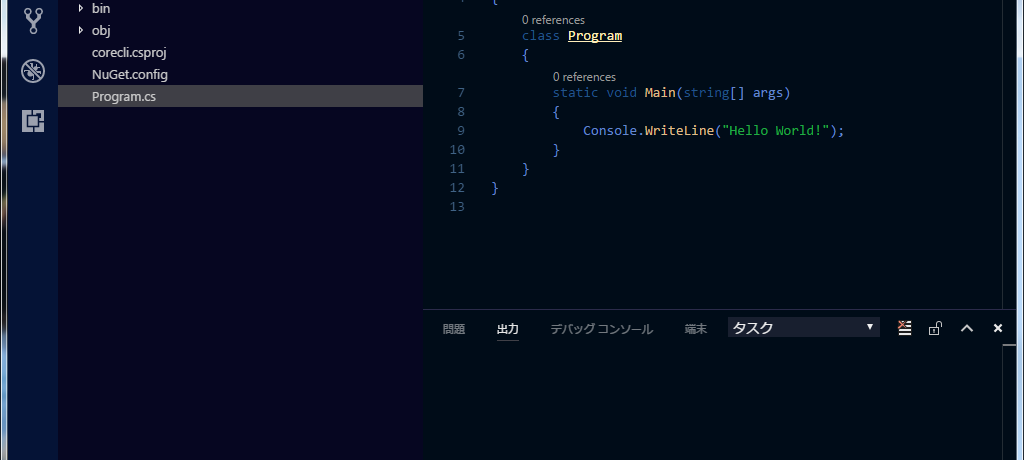 bin
obj
corecli.csproj
NuGet.config
Program.cs
{
0 references
5 class Program
6 {
0 references
7 static void Main(string[] args)
8 {
9 Console.WriteLine("Hello World!");
10 }
11 }
12 }
13
問題 出力 デバッグ コンソール 端末 タスク